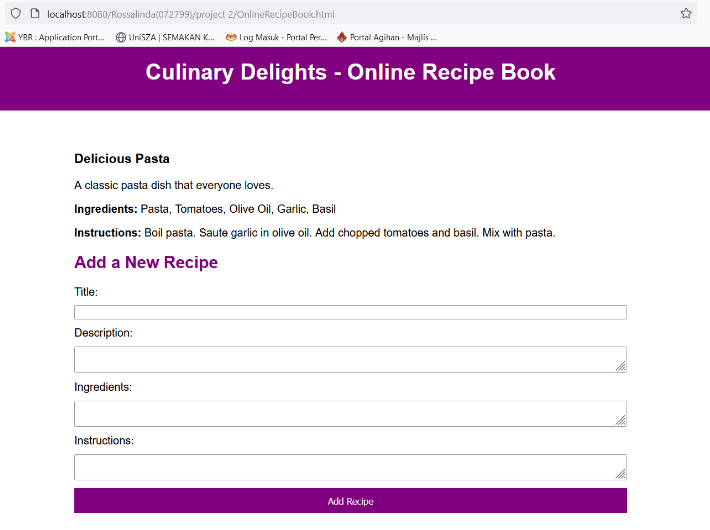 localhost:8080/Rossalinda(072799)/project 2/OnlineRecipeBook.html
YBR : Application Port... UniSZA | SEMAKAN K... Log Masuk - Portal Per... Portal Agihan - Majlis ...
Culinary Delights - Online Recipe Book
Delicious Pasta
A classic pasta dish that everyone loves.
Ingredients: Pasta, Tomatoes, Olive Oil, Garlic, Basil
Instructions: Boil pasta. Saute garlic in olive oil. Add chopped tomatoes and basil. Mix with pasta.
Add a New Recipe
Title:
Description:
Ingredients:
Instructions:
Add Recipe